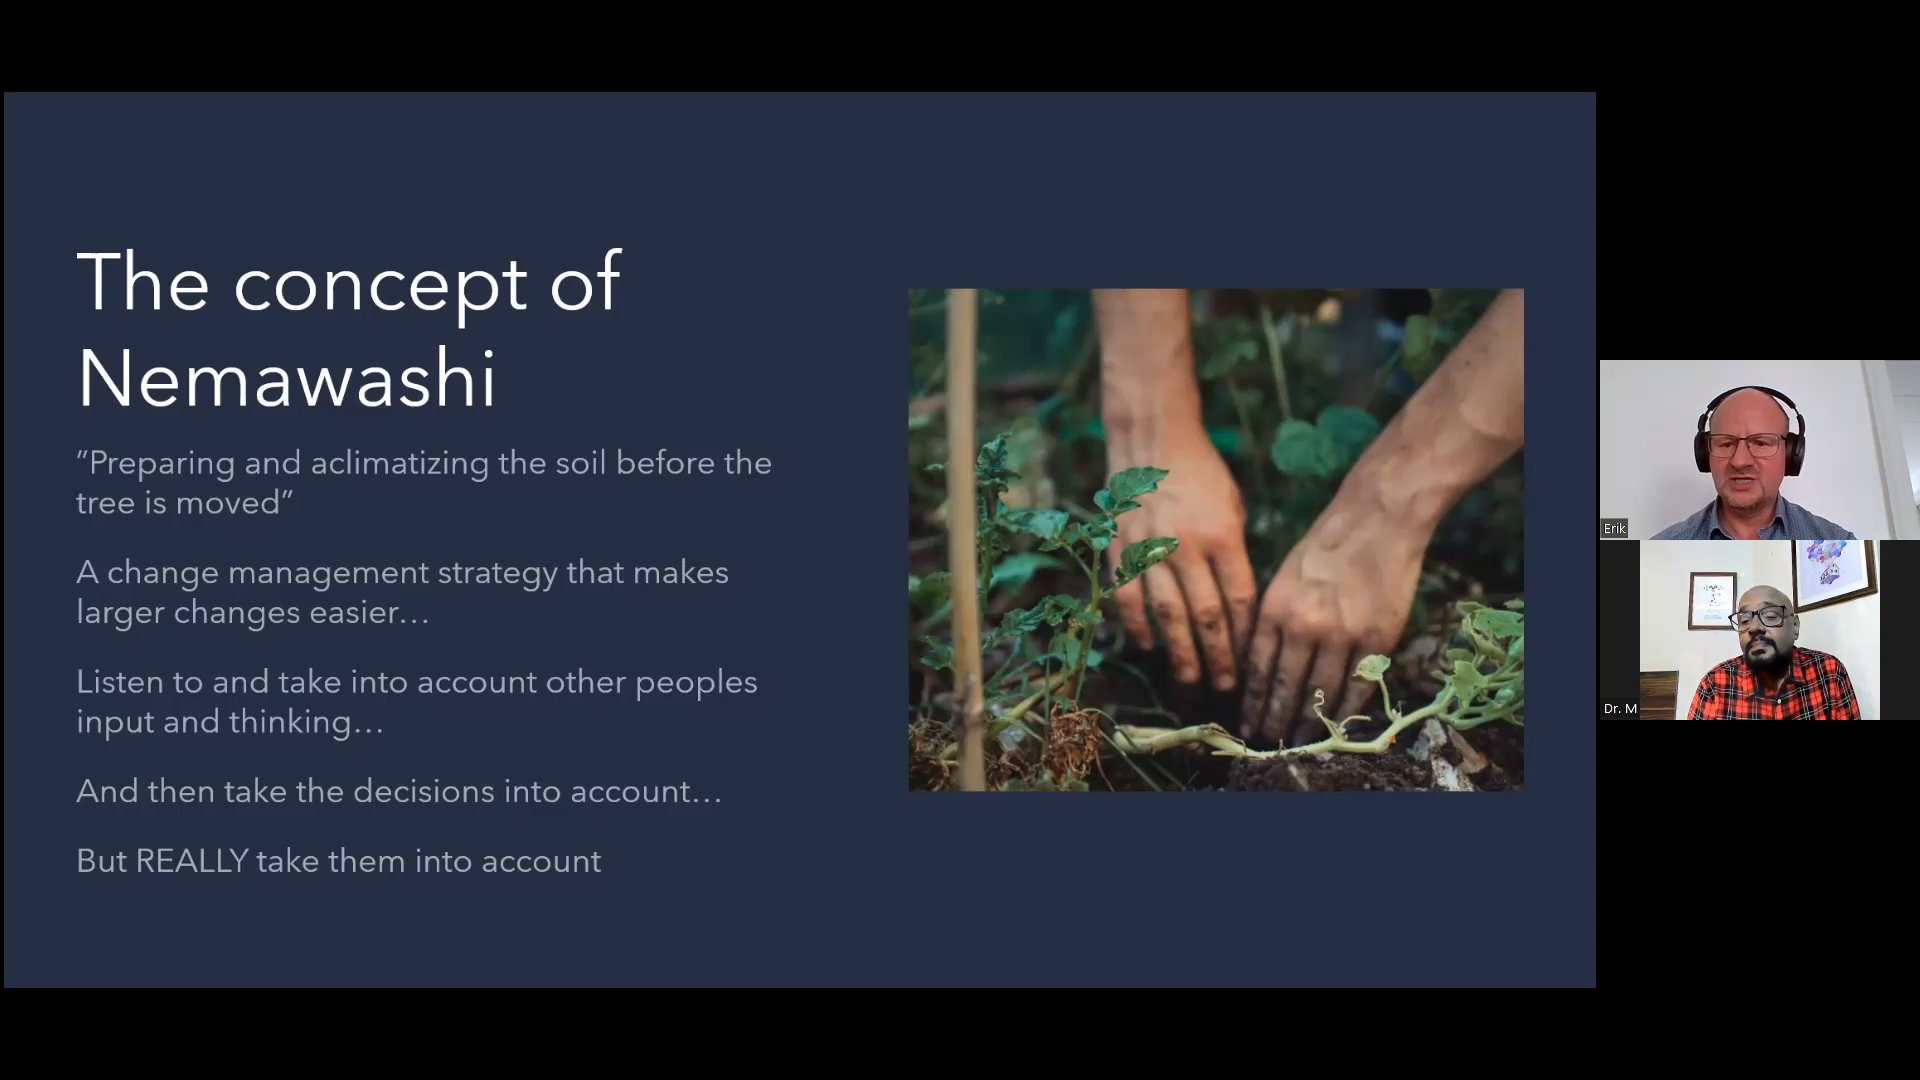 The concept of
Nemawashi
”Preparing and aclimatizing the soil before the
tree is moved”
A change management strategy that makes
larger changes easier…
Listen to and take into account other peoples
input and thinking…
And then take the decisions into account…
But REALLY take them into account
Erik
Dr. M